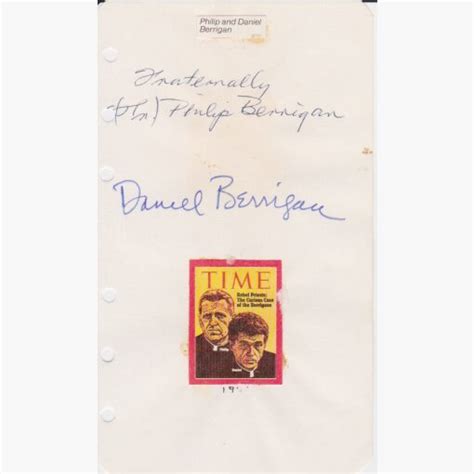 Philip and Daniel
Berrigan
Fraternally
(Fr.) Philip Berrigan
Daniel Berrigan
TIME
Rebel Priests:
The Curious Case
of the Berrigans